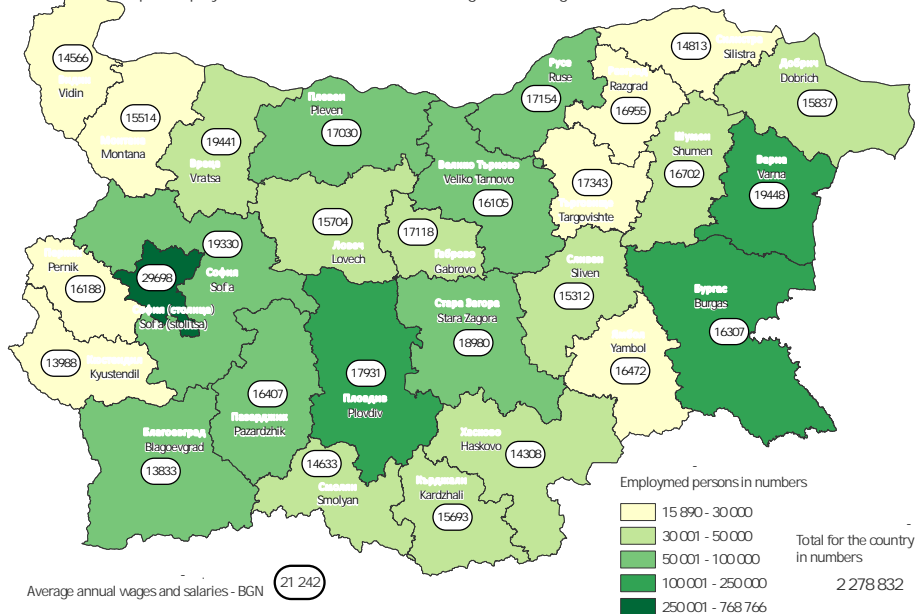 14566
Vidin
15514
Montana
19441
Враца
Vratsa
Плевен
Pleven
17030
Русе
Ruse
17154
Razgrad
16955
14813
Silistra
Добрич
Dobrich
15837
Шумен
Shumen
16702
Варна
Varna
19448
17343
Targovishte
Велико Търново
Veliko Tarnovo
16105
15704
Ловеч
Lovech
17118
Габрово
Gabrovo
Сливен
Sliven
15312
Pernik
16188
19330
София
Sof a
29698
София (столица)
Sof a (stolitsa)
13988
Kyustendil
Благоевград
Blagoevgrad
13833
16407
Пазарджик
Pazardzhik
17931
Пловдив
Plovdiv
Стара Загора
Stara Zagora
18980
Бургас
Burgas
16307
Yambol
16472
14633
Смолян
Smolyan
Хасково
Haskovo
14308
Кърджали
Kardzhali
15693
Employmed persons in numbers
15 890 - 30 000
30 001 - 50 000
50 001 - 100 000
100 001 - 250 000
250 001 - 768 766
Total for the country
in numbers
2 278 832
Average annual wages and salaries - BGN
21 242